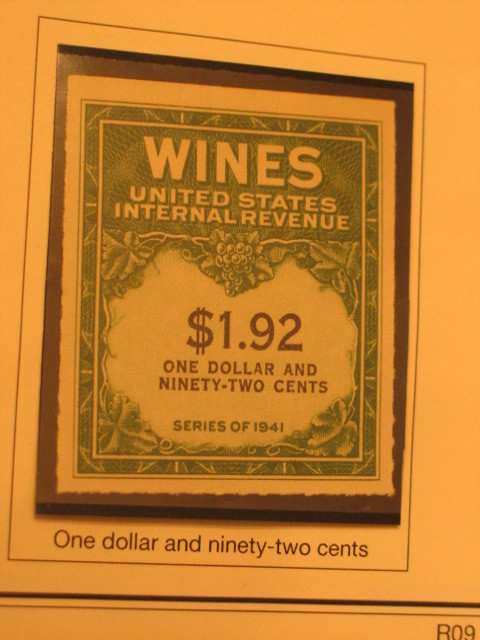 WINES
UNITED STATES
INTERNAL REVENUE
$1.92
ONE DOLLAR AND
NINETY-TWO CENTS
SERIES OF 1941
One dollar and ninety-two cents
R09